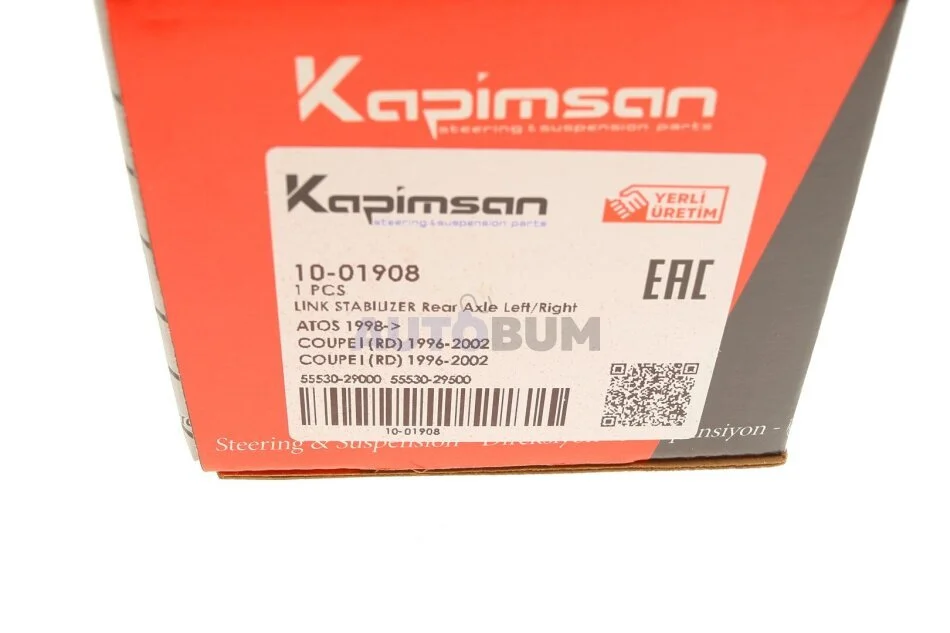 Kapimsan
steering & suspension parts
Kapimsan
steering & suspension parts
YERLİ
ÜRETİM
10-01908
1 PCS
LINK STABILIZER Rear Axle Left/Right
EAC
ATOS 1998->
AUTOBUM
COUPE I (RD) 1996-2002
COUPE I (RD) 1996-2002
55530-29000 55530-29500
10-01908
Steering & Suspension -